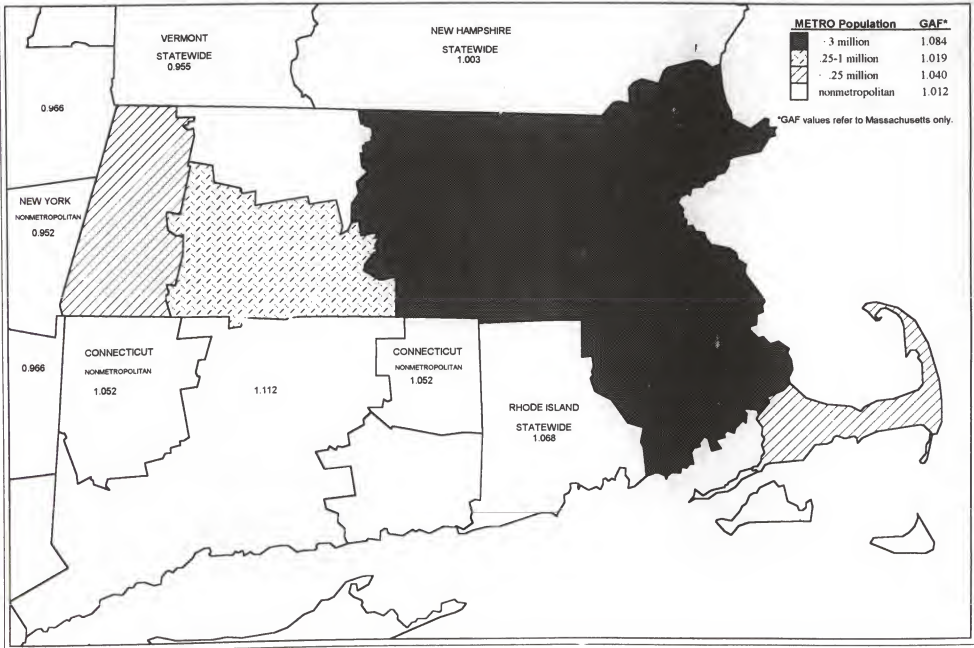 VERMONT
STATEWIDE
0.955
NEW HAMPSHIRE
STATEWIDE
1.003
METRO Population GAF*
3 million 1.084
.25-1 million 1.019
.25 million 1.040
nonmetropolitan 1.012
*GAF values refer to Massachusetts only.
0.966
NEW YORK
NONMETROPOLITAN
0.952
0.966
CONNECTICUT
NONMETROPOLITAN
1.052
1.112
CONNECTICUT
NONMETROPOLITAN
1.052
RHODE ISLAND
STATEWIDE
1.068